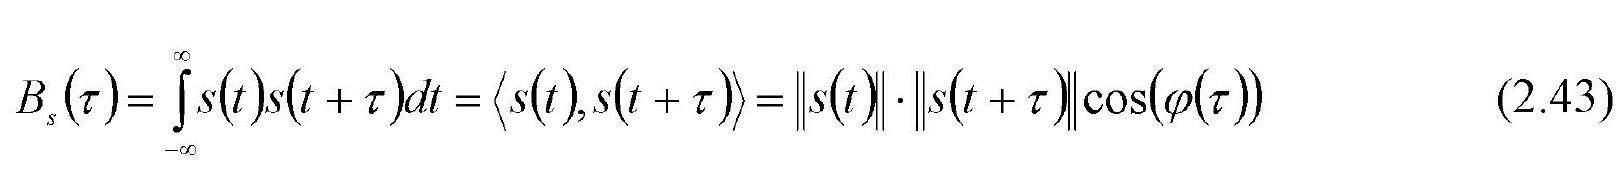 B_s(τ) = ∫_{-∞}^{∞} s(t)s(t + τ)dt = ⟨s(t), s(t + τ)⟩ = ‖s(t)‖ · ‖s(t + τ)‖cos(φ(τ)) (2.43)